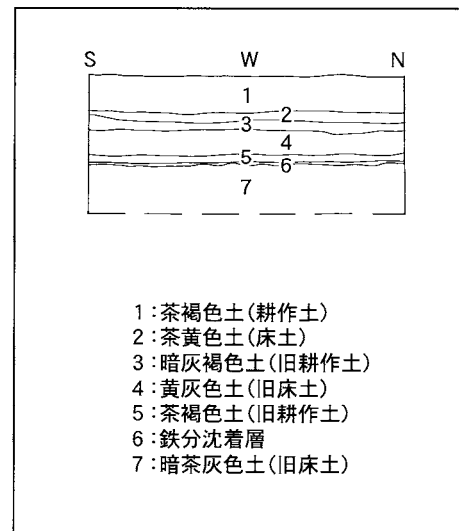 S W N
1
2
3
4
5
6
7
1:茶褐色土(耕作土)
2:茶黄色土(床土)
3:暗灰褐色土(旧耕作土)
4:黄灰色土(旧床土)
5:茶褐色土(旧耕作土)
6:鉄分沈着層
7:暗茶灰色土(旧床土)